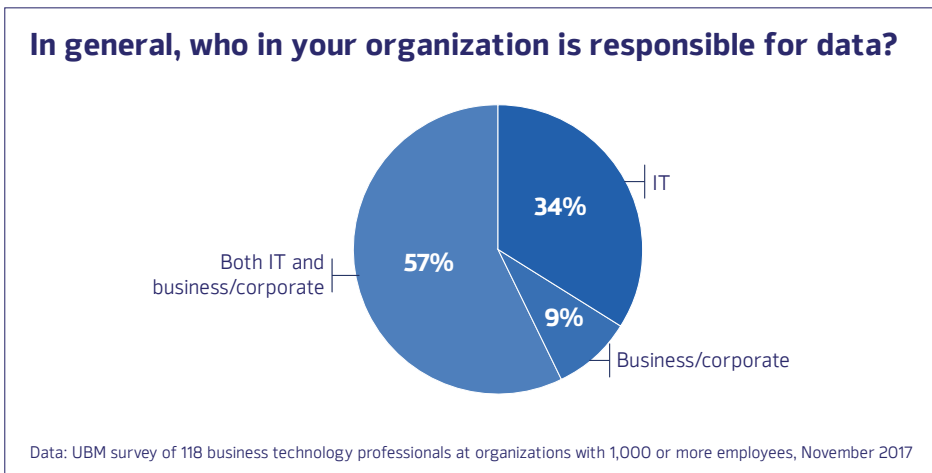 In general, who in your organization is responsible for data?
34%
IT
57%
Both IT and
business/corporate
9%
Business/corporate
Data: UBM survey of 118 business technology professionals at organizations with 1,000 or more employees, November 2017